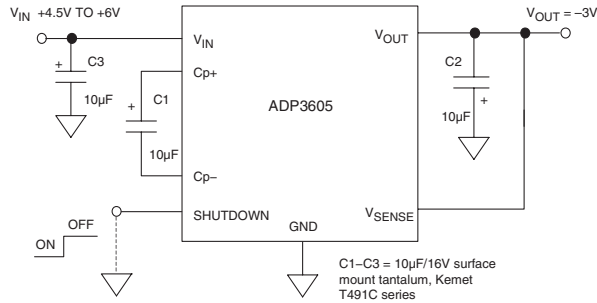 VIN +4.5V TO +6V
VOUT = –3V
VIN
VOUT
+
C3
10µF
Cp+
+
C1
10µF
Cp–
ADP3605
C2
+
10µF
SHUTDOWN
VSENSE
GND
OFF
ON
C1–C3 = 10µF/16V surface
mount tantalum, Kemet
T491C series